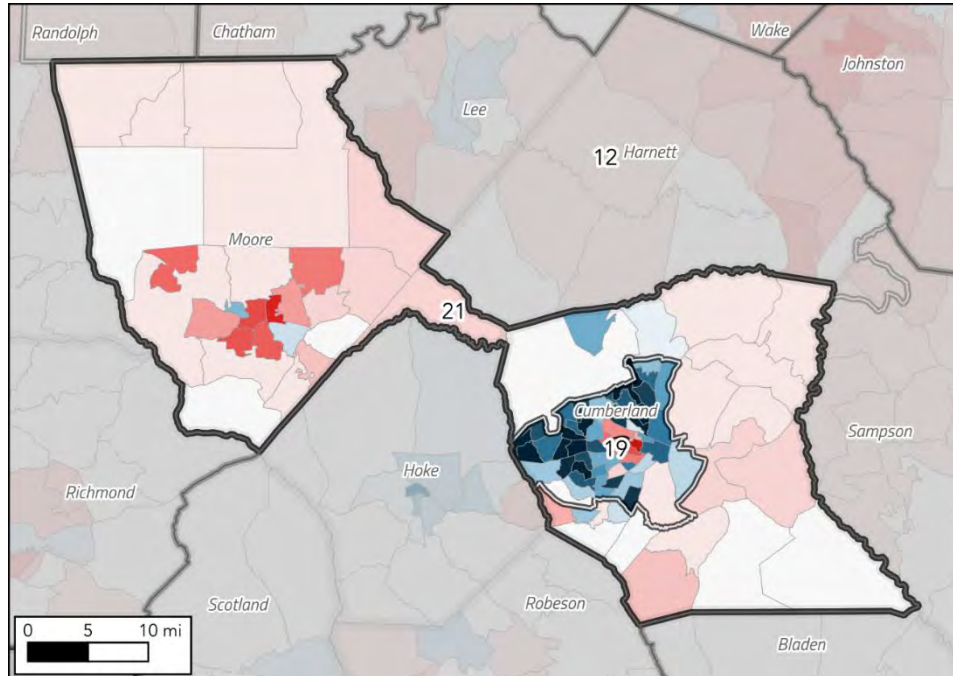 Randolph
Chatham
Wake
Johnston
Lee
12
Harnett
Moore
21
Cumberland
19
Sampson
Hoke
Richmond
Scotland
Robeson
Bladen
0 5 10 mi